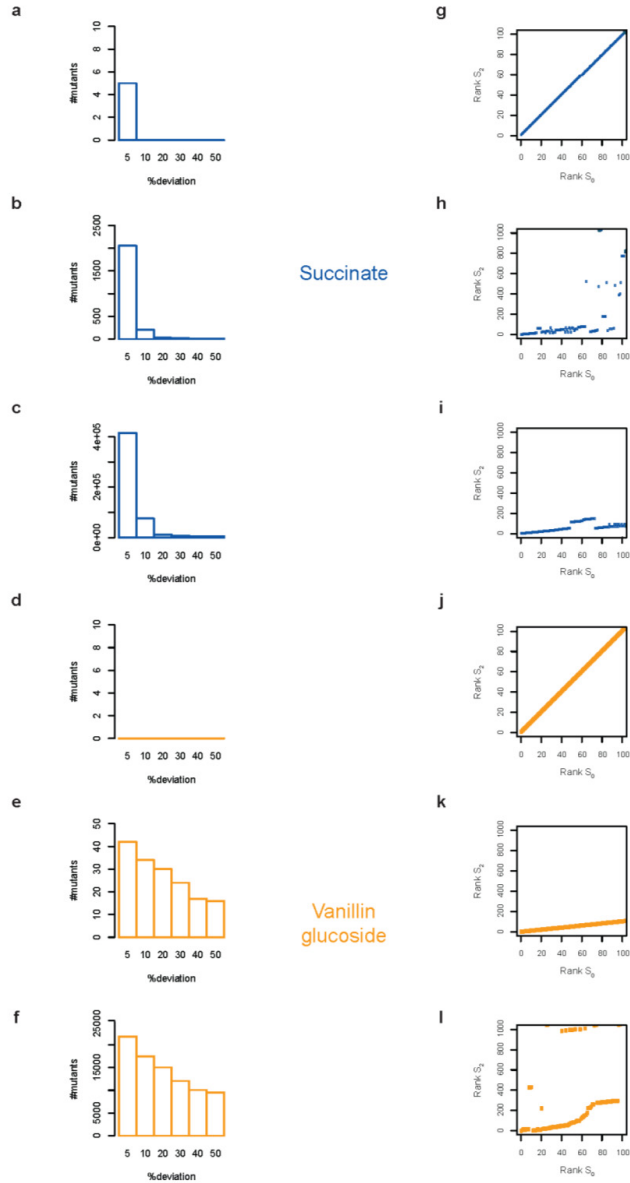 a
10
8
6
4
2
0
#mutants
5 10 20 30 40 50
%deviation
g
100
80
60
40
20
0
Rank S2
0 20 40 60 80 100
Rank S0
b
2500
1500
500
0
#mutants
5 10 20 30 40 50
%deviation
Succinate
h
1000
800
600
400
200
0
Rank S2
0 20 40 60 80 100
Rank S0
c
4e+05
2e+05
0e+00
#mutants
5 10 20 30 40 50
%deviation
i
1000
800
600
400
200
0
Rank S2
0 20 40 60 80 100
Rank S0
d
10
8
6
4
2
0
#mutants
5 10 20 30 40 50
%deviation
j
100
80
60
40
20
0
Rank S2
0 20 40 60 80 100
Rank S0
e
50
40
30
20
10
0
#mutants
5 10 20 30 40 50
%deviation
Vanillin
glucoside
k
1000
800
600
400
200
0
Rank S2
0 20 40 60 80 100
Rank S0
f
25000
15000
5000
0
#mutants
5 10 20 30 40 50
%deviation
l
1000
800
600
400
200
0
Rank S2
0 20 40 60 80 100
Rank S0